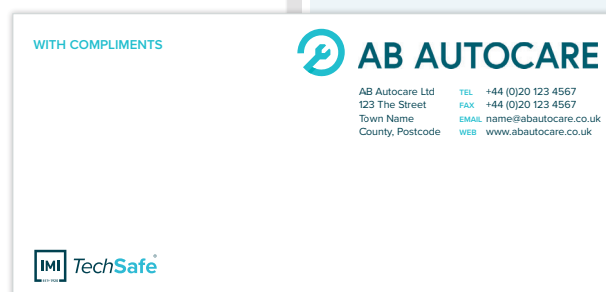 WITH COMPLIMENTS
AB AUTOCARE
AB Autocare Ltd
123 The Street
Town Name
County, Postcode
TEL +44 (0)20 123 4567
FAX +44 (0)20 123 4567
EMAIL name@abautocare.co.uk
WEB www.abautocare.co.uk
IMI TechSafe
EST•1920